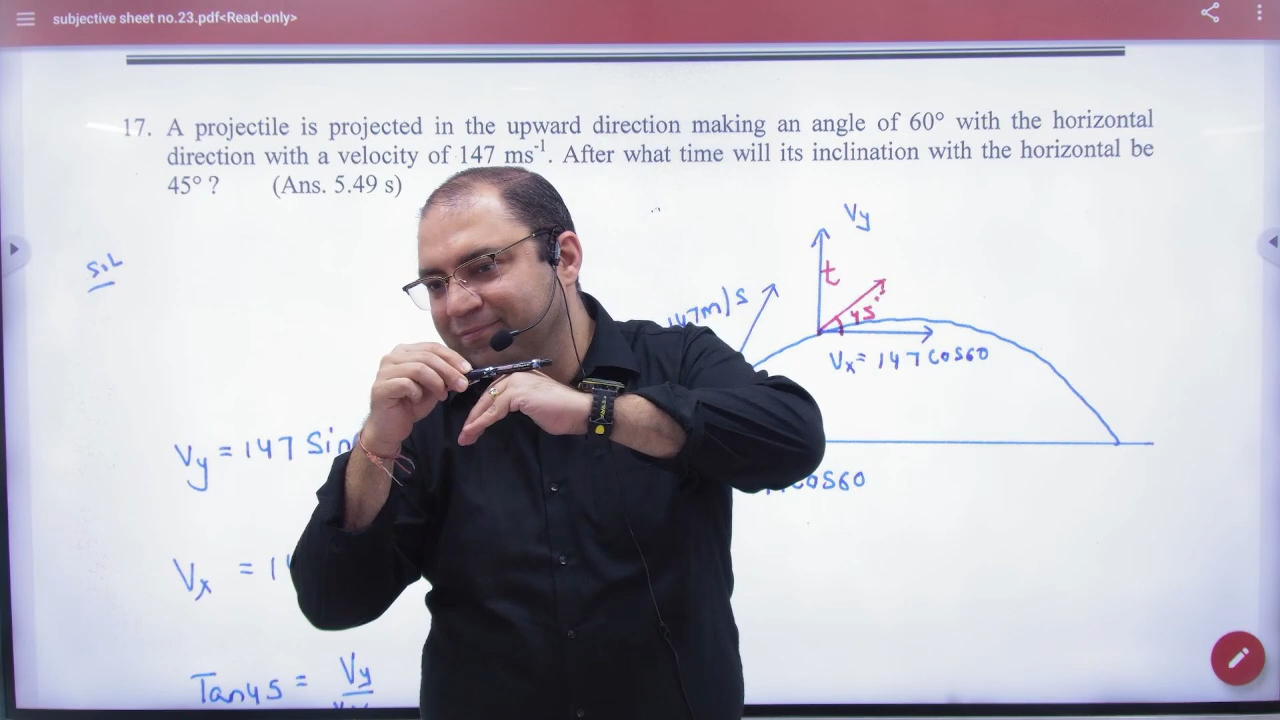 subjective sheet no.23.pdf<Read-only>
17. A projectile is projected in the upward direction making an angle of 60° with the horizontal
direction with a velocity of 147 ms⁻¹. After what time will its inclination with the horizontal be
45° ? (Ans. 5.49 s)
Sol
Vy
t
147m/s
45°
Vx = 147 Cos60
Vy = 147 Sin
Cos60
Vx =
Tan45 = Vy